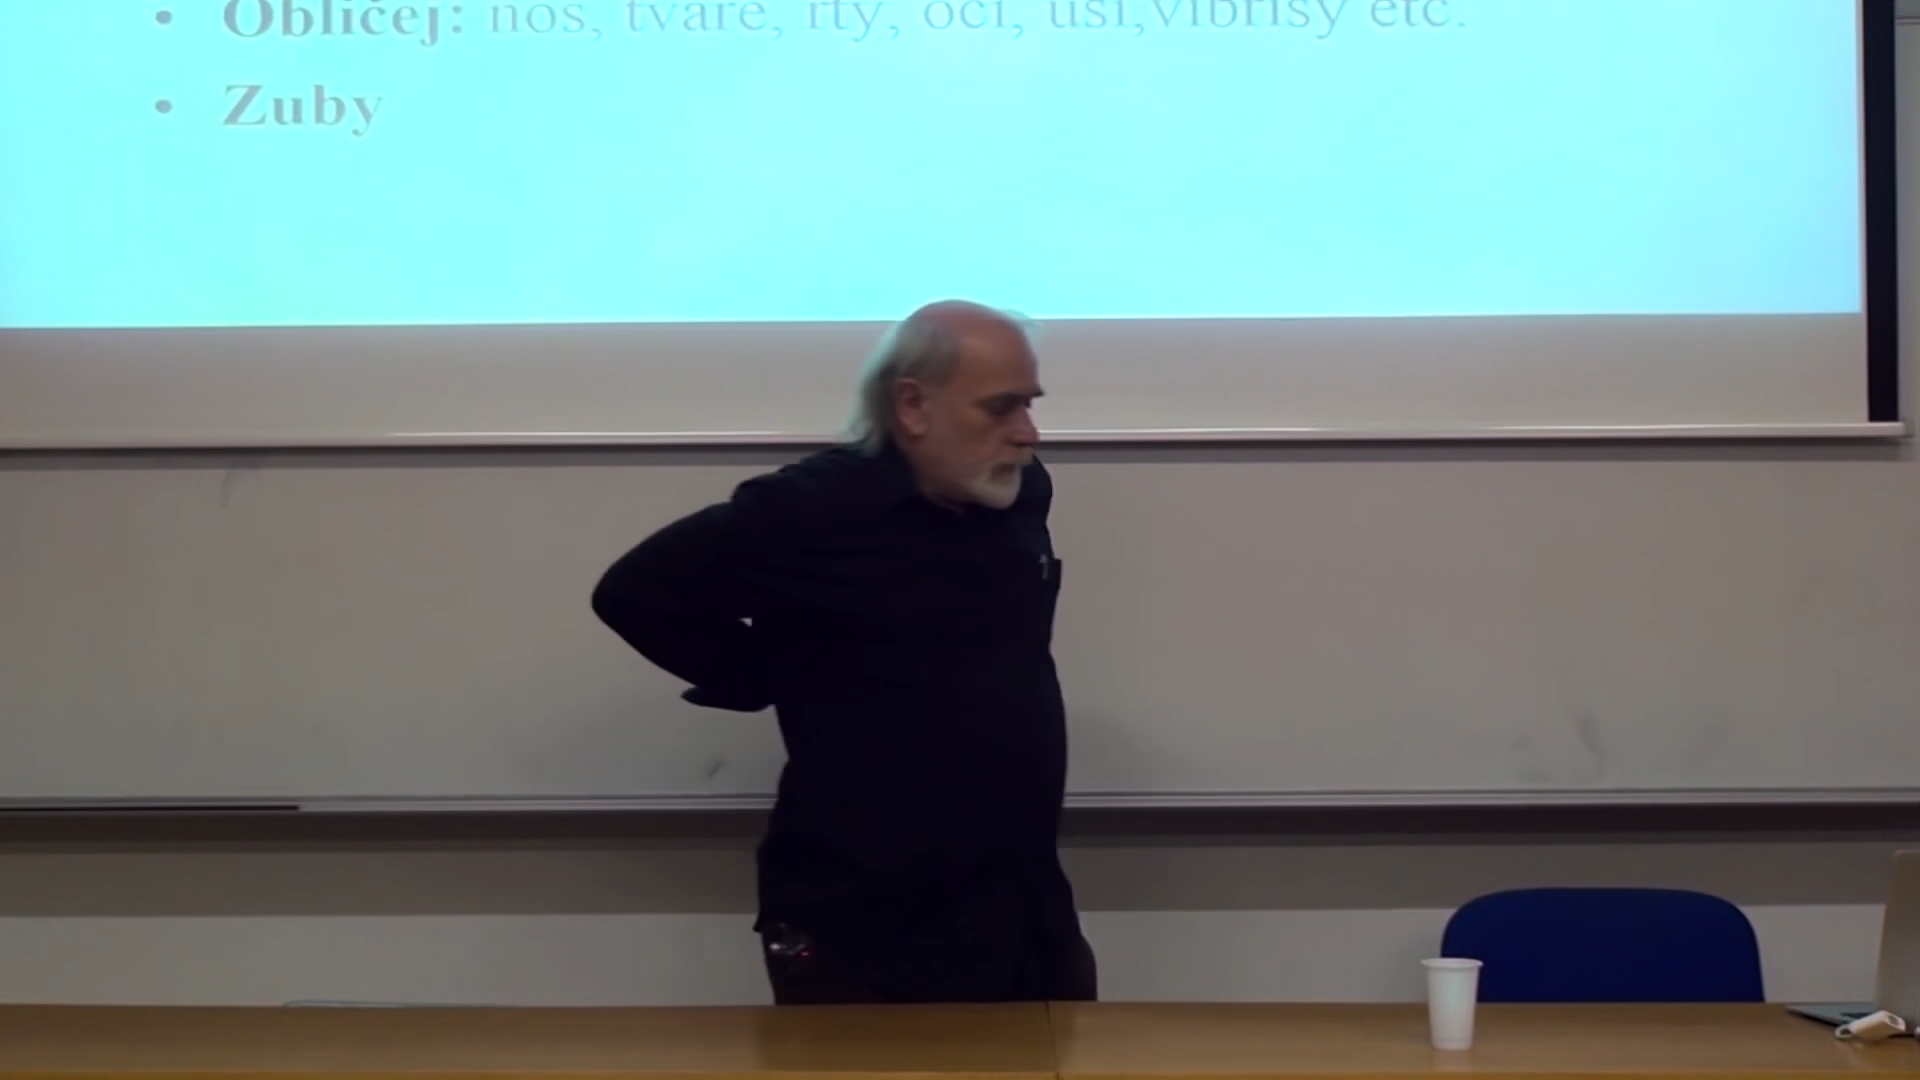 • Obličej: nos, tváře, rty, oči, uši,vibrisy etc.
• Zuby